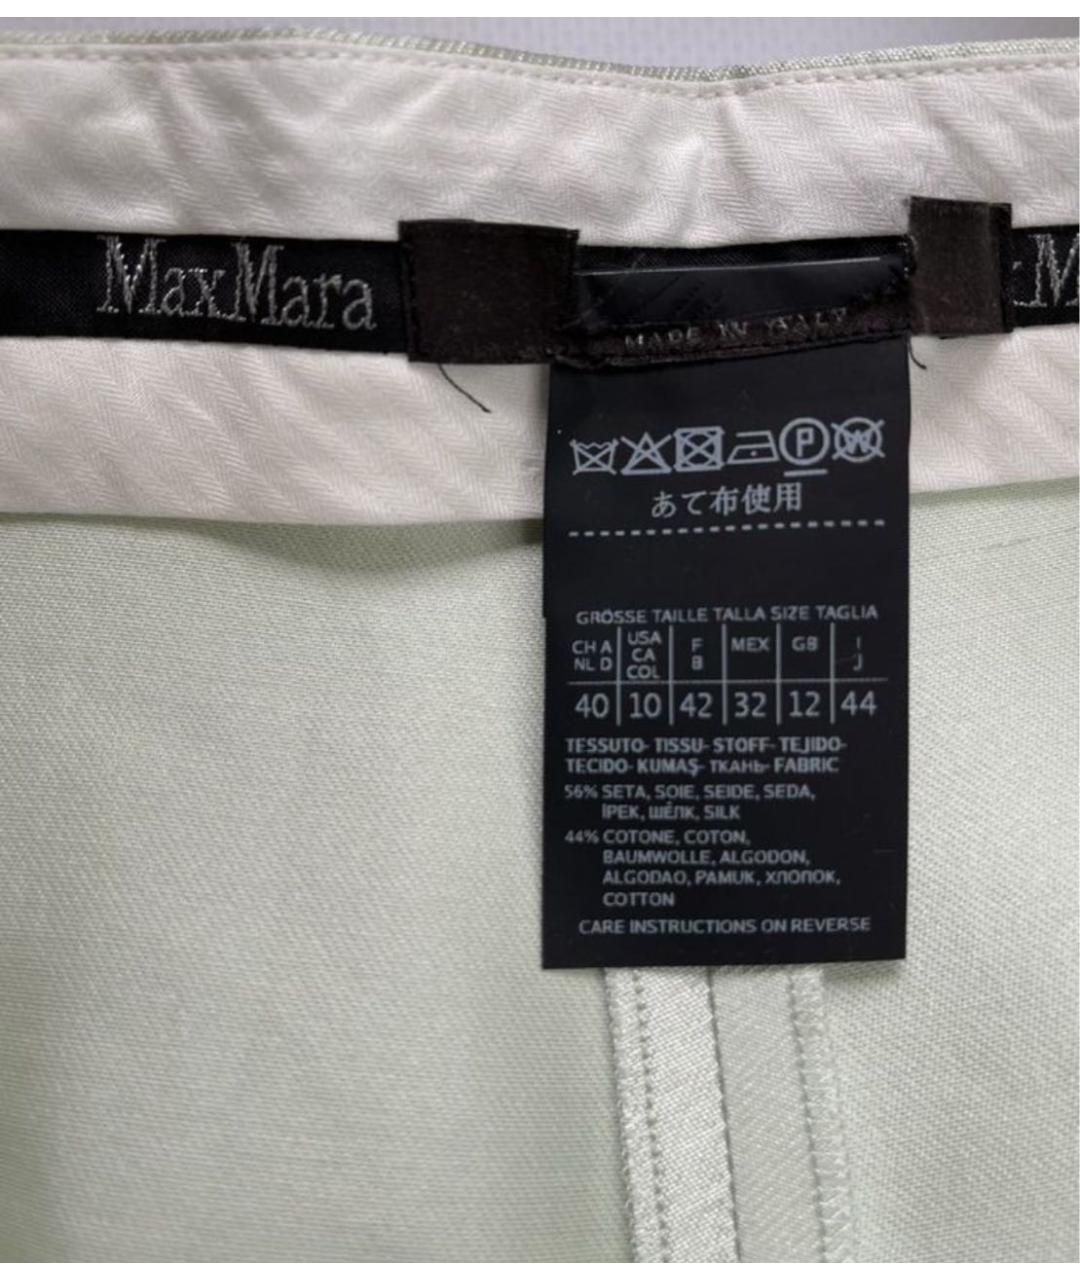 MaxMara
M
MADE IN ITALY
P W
あて布使用
GRÖSSE TAILLE TALLA SIZE TAGLIA
CH A NL D | USA CA COL | F B | MEX | GB | I J
40 | 10 | 42 | 32 | 12 | 44
TESSUTO- TISSU- STOFF- TEJIDO-
TECIDO- KUMAŞ- ТКАНЬ- FABRIC
56% SETA, SOIE, SEIDE, SEDA,
İPEK, ШЁЛК, SILK
44% COTONE, COTON,
BAUMWOLLE, ALGODON,
ALGODAO, PAMUK, ХЛОПОК,
COTTON
CARE INSTRUCTIONS ON REVERSE